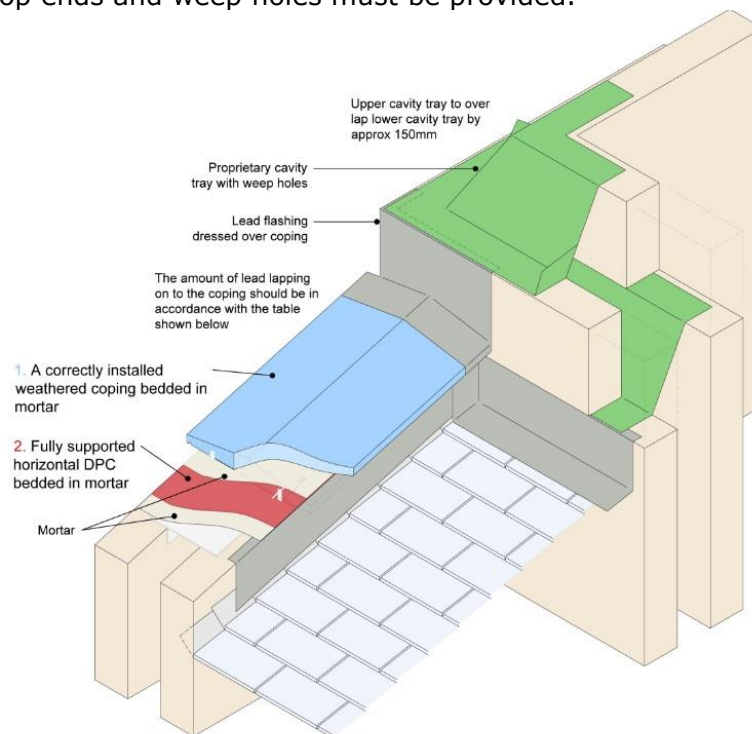 op ends and weep holes must be provided.
Upper cavity tray to over
lap lower cavity tray by
approx 150mm
Proprietary cavity
tray with weep holes
Lead flashing
dressed over coping
The amount of lead lapping
on to the coping should be in
accordance with the table
shown below
1. A correctly installed
weathered coping bedded in
mortar
2. Fully supported
horizontal DPC
bedded in mortar
Mortar